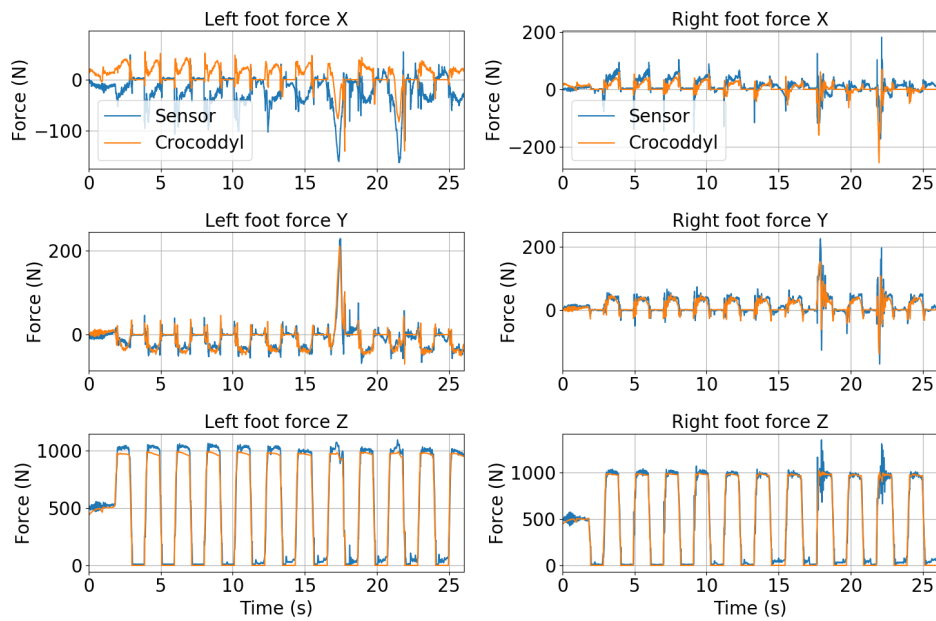 Left foot force X
Right foot force X
Force (N)
0
−100
Sensor
Crocoddyl
0 5 10 15 20 25
Force (N)
200
0
−200
Sensor
Crocoddyl
0 5 10 15 20 25
Left foot force Y
Right foot force Y
Force (N)
200
0
0 5 10 15 20 25
Force (N)
200
0
0 5 10 15 20 25
Left foot force Z
Right foot force Z
Force (N)
1000
500
0
0 5 10 15 20 25
Time (s)
Force (N)
1000
500
0
0 5 10 15 20 25
Time (s)